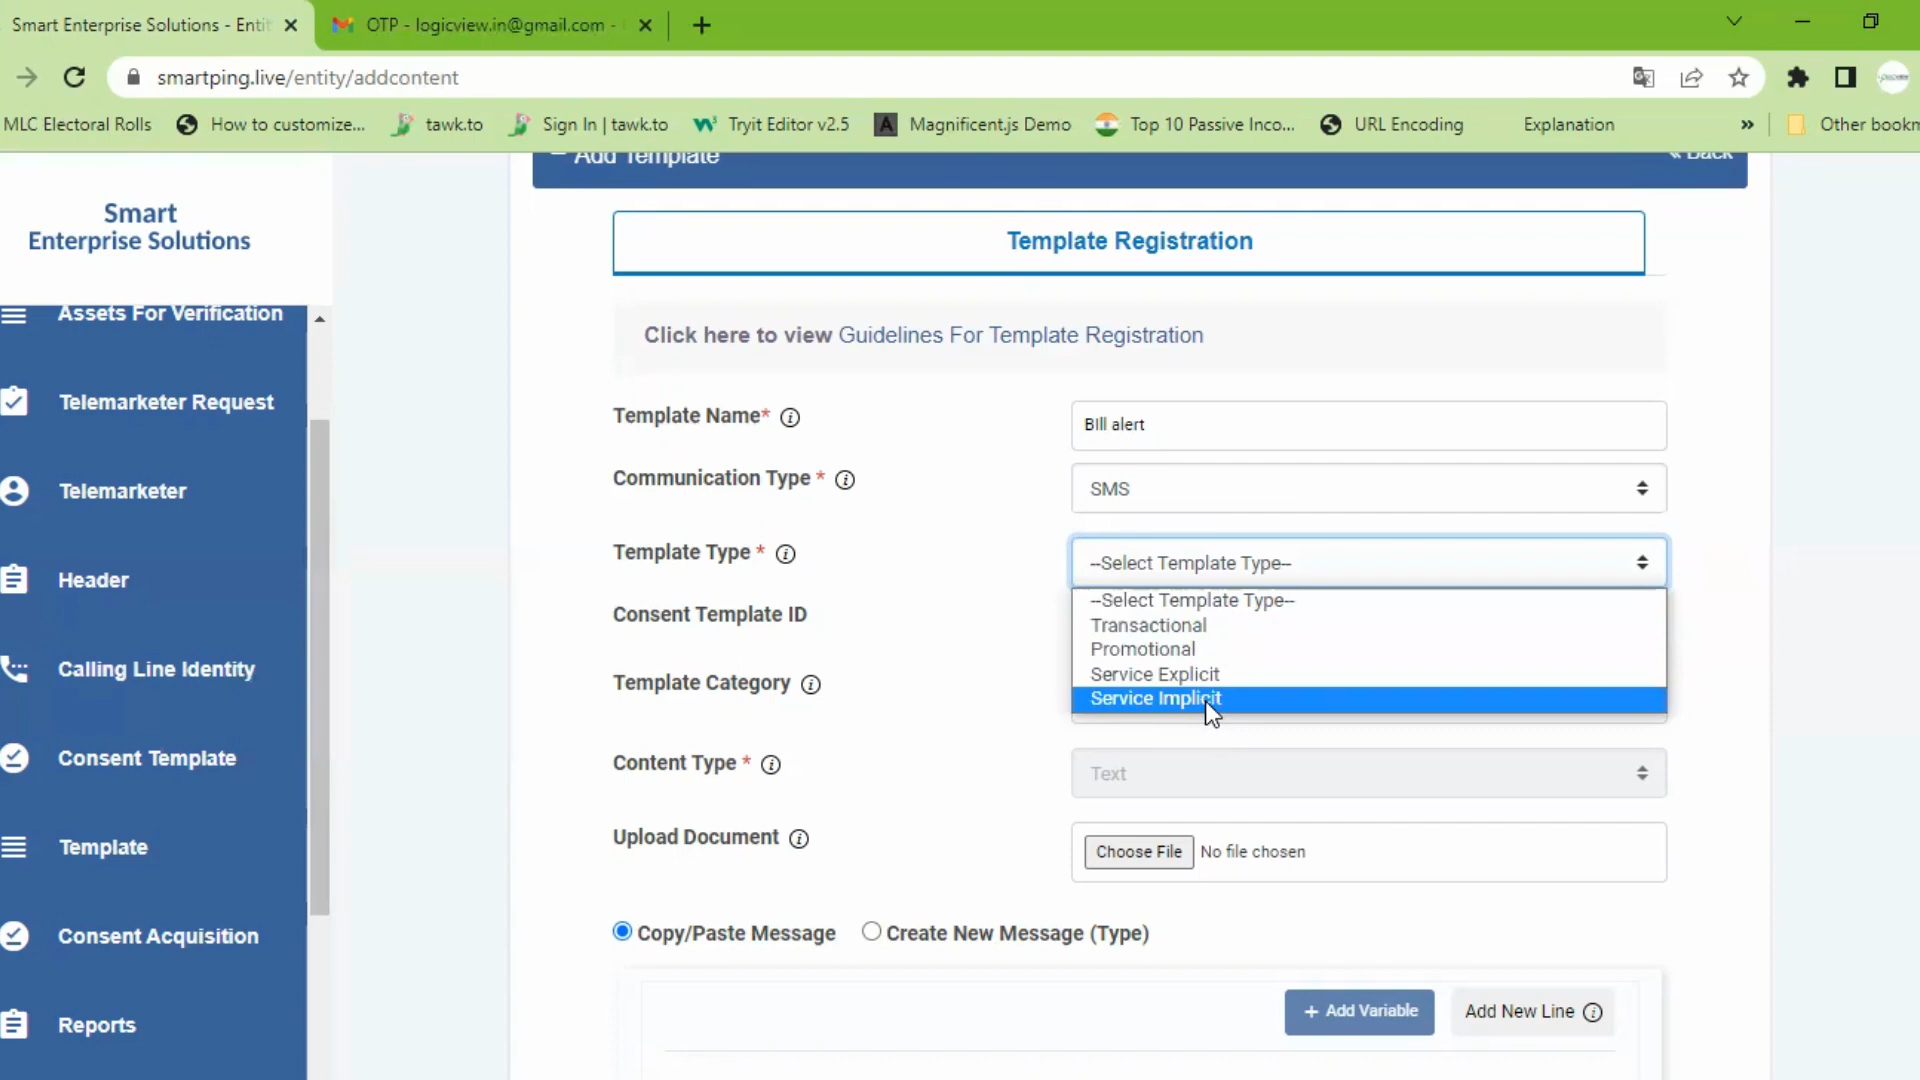 Smart Enterprise Solutions - Entit
OTP - logicview.in@gmail.com -
smartping.live/entity/addcontent
MLC Electoral Rolls
How to customize...
tawk.to
Sign In | tawk.to
Tryit Editor v2.5
Magnificent.js Demo
Top 10 Passive Inco...
URL Encoding
Explanation
»
Other bookm
Add Template
« Back
Smart
Enterprise Solutions
Assets For Verification
Telemarketer Request
Telemarketer
Header
Calling Line Identity
Consent Template
Template
Consent Acquisition
Reports
Template Registration
Click here to view Guidelines For Template Registration
Template Name*
BIll alert
Communication Type *
SMS
Template Type *
--Select Template Type--
--Select Template Type--
Transactional
Promotional
Service Explicit
Service Implicit
Consent Template ID
Template Category
Content Type *
Text
Upload Document
Choose File No file chosen
Copy/Paste Message
Create New Message (Type)
+ Add Variable
Add New Line